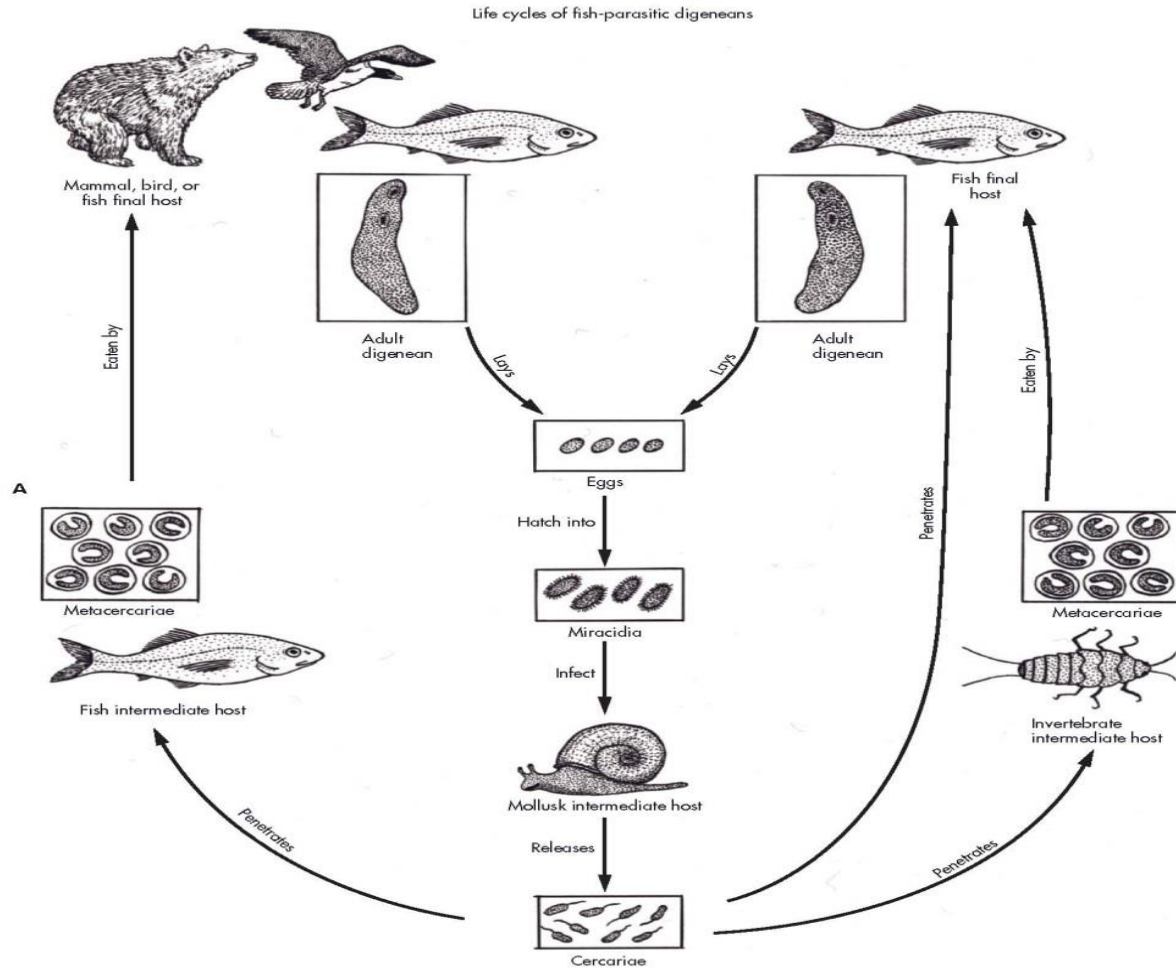 Life cycles of fish-parasitic digeneans
Mammal, bird, or
fish final host
Fish final
host
Adult
digenean
Adult
digenean
Lays
Lays
Eaten by
Eaten by
Eggs
Hatch into
Penetrates
A
Metacercariae
Miracidia
Metacercariae
Infect
Fish intermediate host
Invertebrate
intermediate host
Mollusk intermediate host
Releases
Penetrates
Penetrates
Cercariae